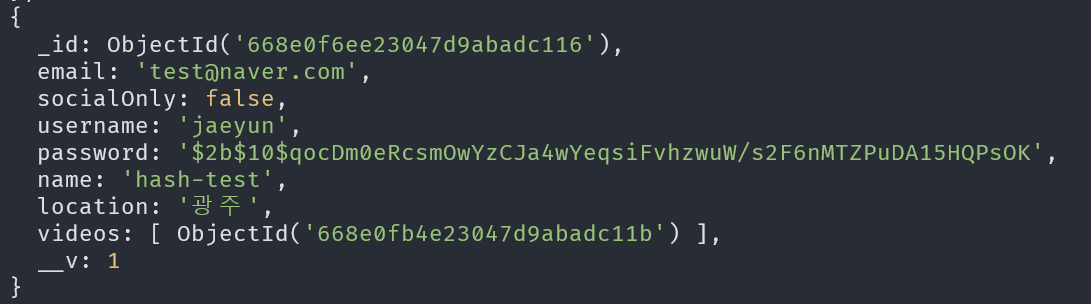 {
  _id: ObjectId('668e0f6ee23047d9abadc116'),
  email: 'test@naver.com',
  socialOnly: false,
  username: 'jaeyun',
  password: '$2b$10$qocDm0eRcsmOwYzCJa4wYeqsiFvhzwuW/s2F6nMTZPuDA15HQPsOK',
  name: 'hash-test',
  location: '광주',
  videos: [ ObjectId('668e0fb4e23047d9abadc11b') ],
  __v: 1
}